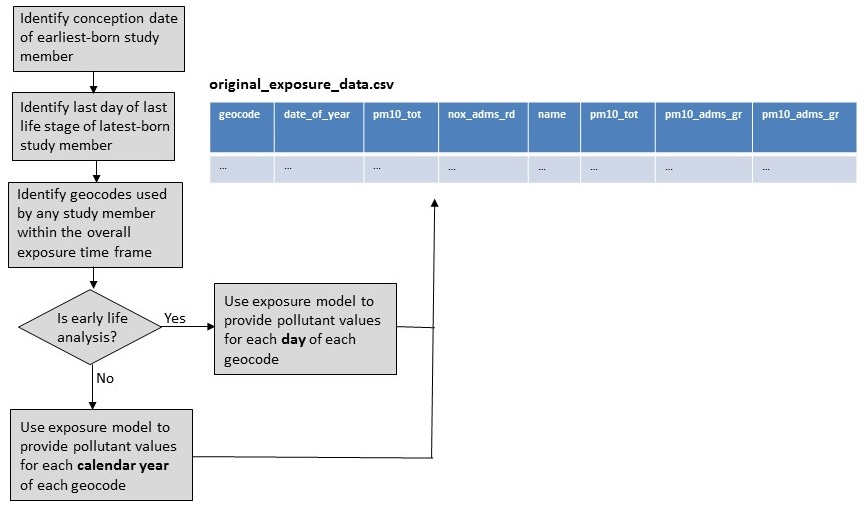 Identify conception date
of earliest-born study
member
original_exposure_data.csv
geocode date_of_year pm10_tot nox_adms_rd name pm10_tot pm10_adms_gr pm10_adms_gr
... ... ... ... ... ... ... ...
Identify last day of last
life stage of latest-born
study member
Identify geocodes used
by any study member
within the overall
exposure time frame
Is early life
analysis?
Yes
Use exposure model to
provide pollutant values
for each day of each
geocode
No
Use exposure model to
provide pollutant values
for each calendar year
of each geocode